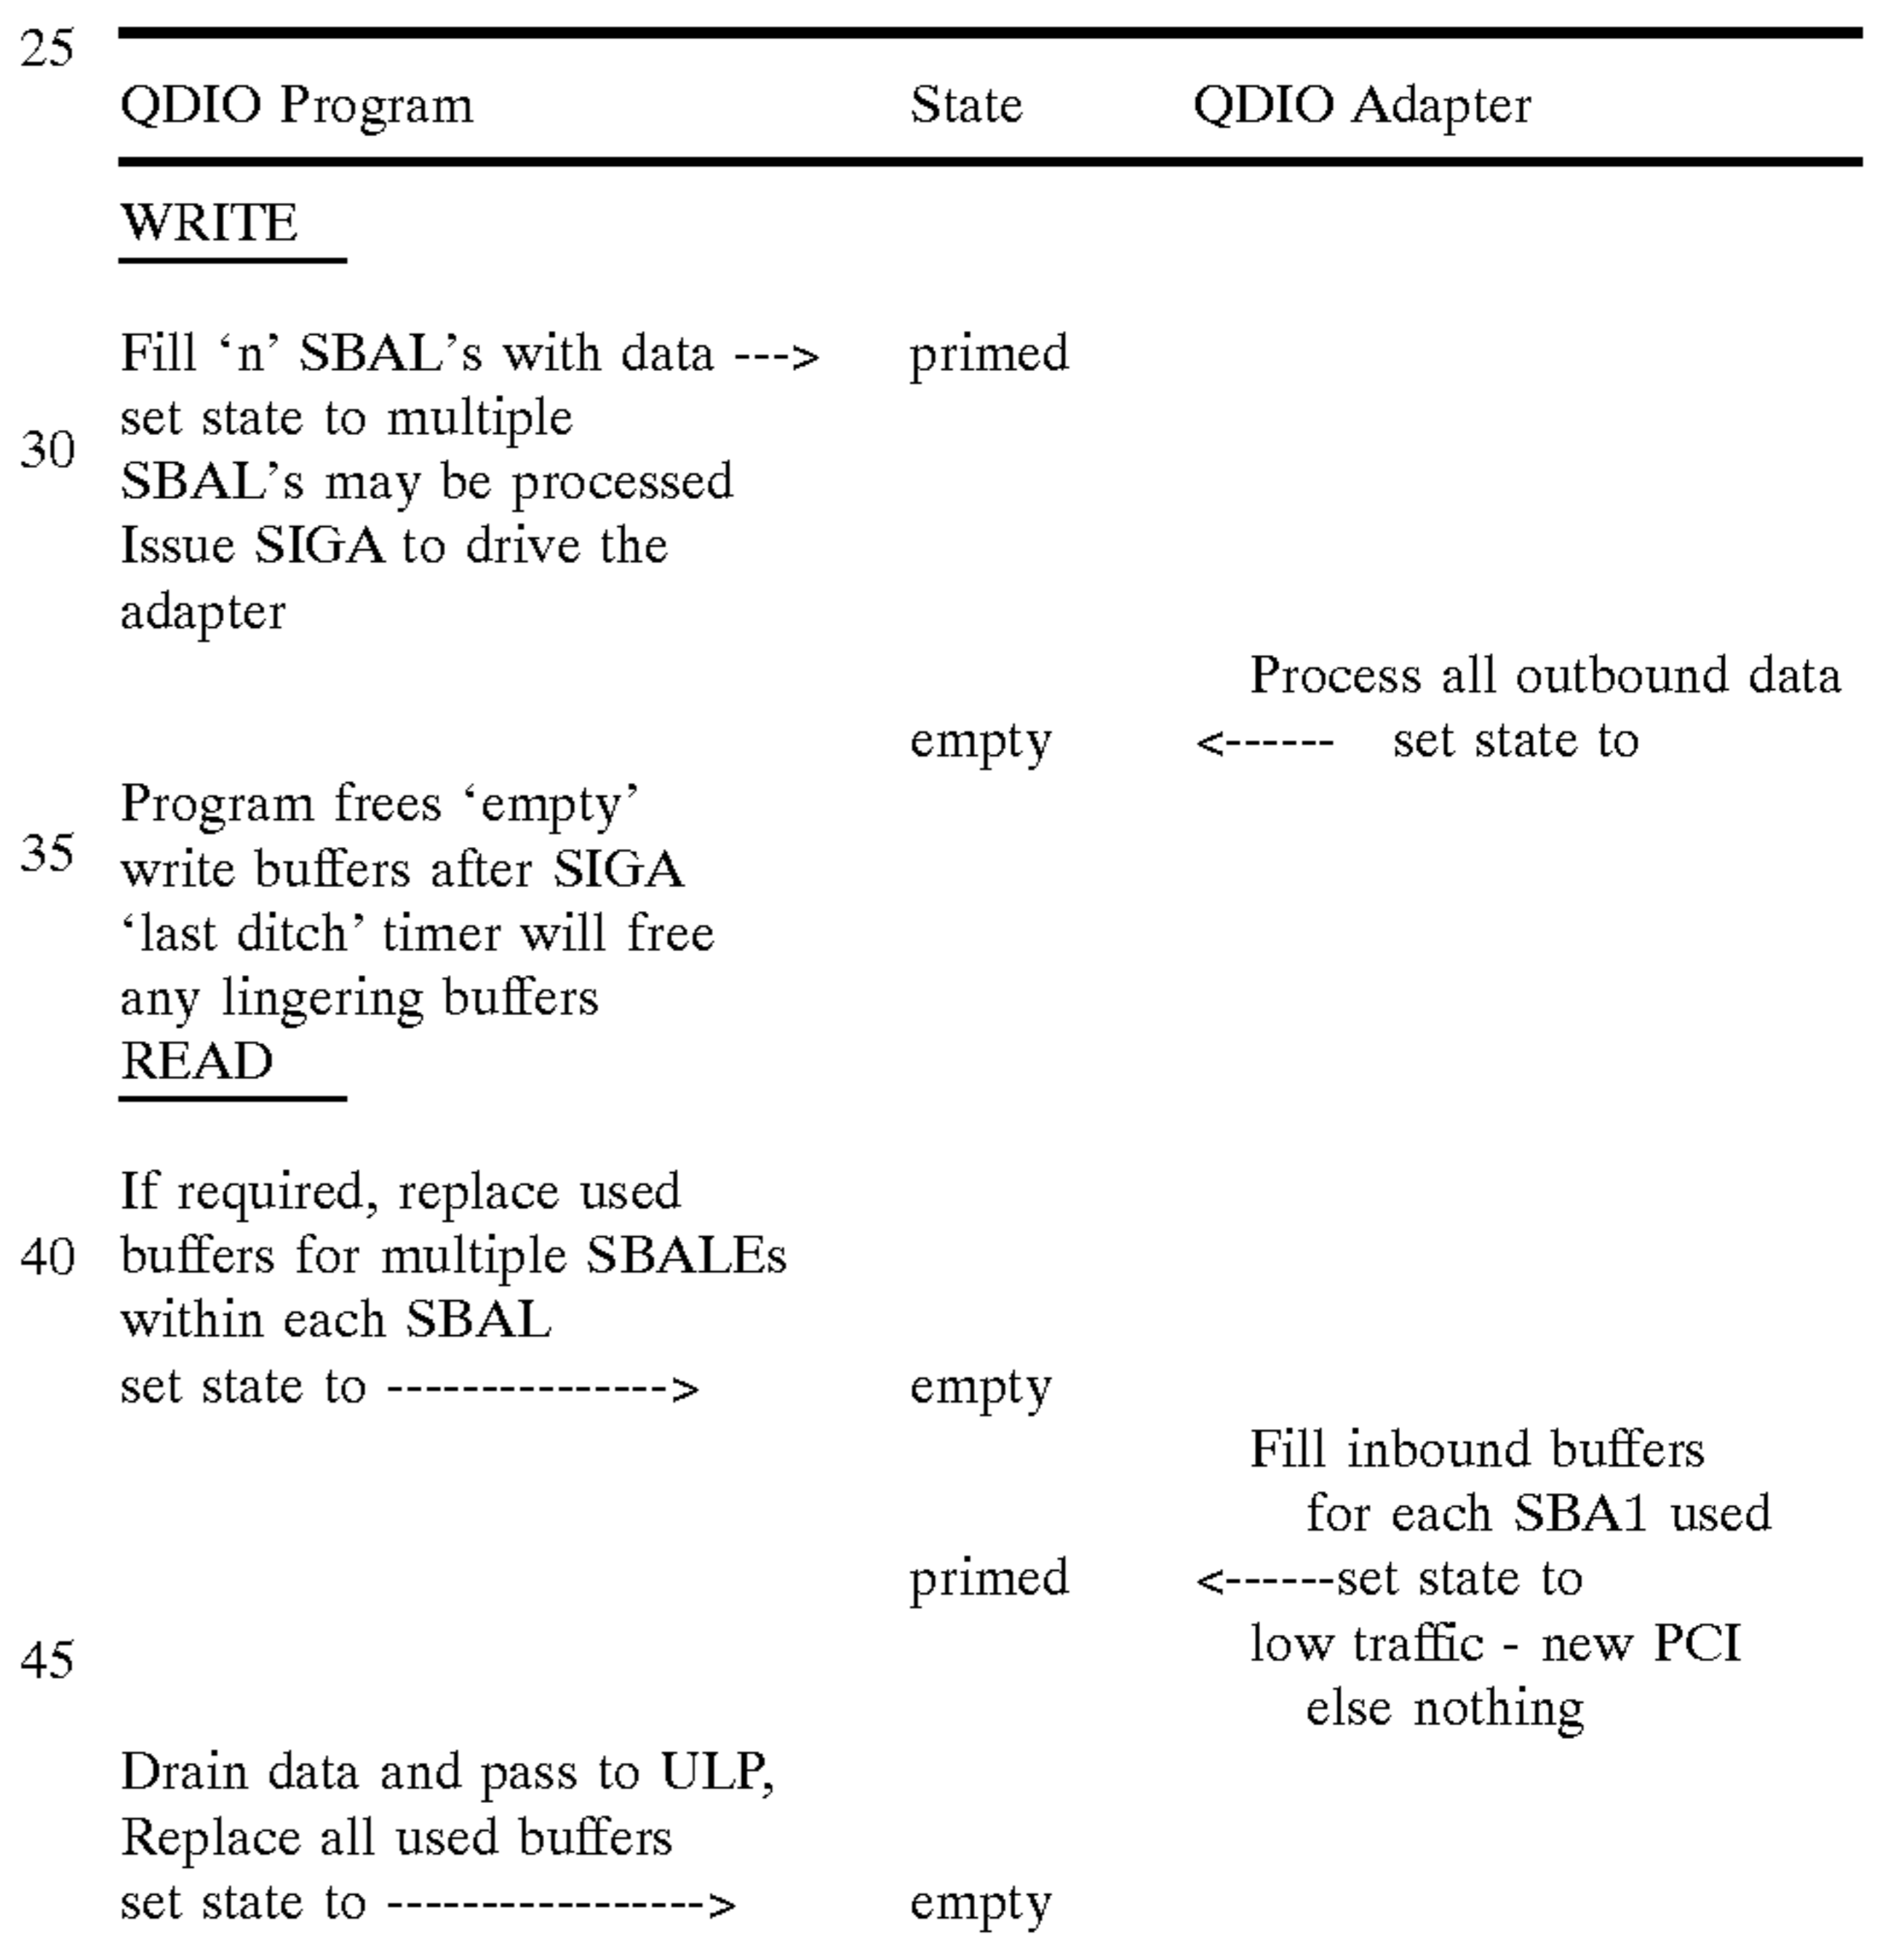 25
QDIO Program State QDIO Adapter
WRITE
Fill ‘n’ SBAL’s with data ---> primed
set state to multiple
30
SBAL’s may be processed
Issue SIGA to drive the
adapter
Process all outbound data
empty <------ set state to
Program frees ‘empty’
35
write buffers after SIGA
‘last ditch’ timer will free
any lingering buffers
READ
If required, replace used
40 buffers for multiple SBALEs
within each SBAL
set state to ---------------> empty
Fill inbound buffers
for each SBA1 used
primed <------set state to
low traffic - new PCI
45
else nothing
Drain data and pass to ULP,
Replace all used buffers
set state to -----------------> empty